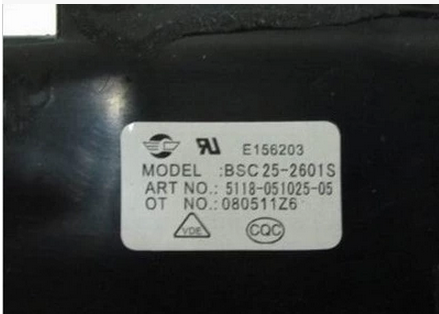 E156203
MODEL :BSC25-2601S
ART NO.: 5118-051025-05
OT NO.: 080511Z6
VDE CQC